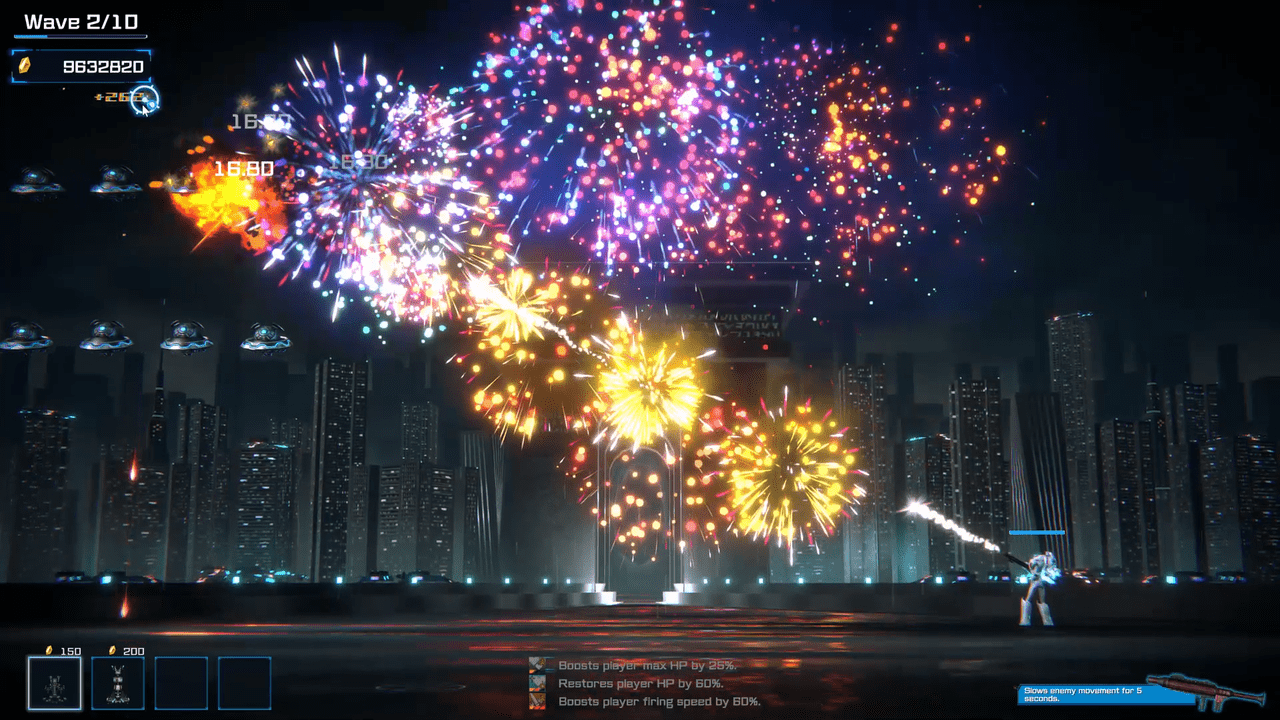 Wave 2/10
9632820
16.80
16.80
150
200
Boosts player max HP by 25%.
Restores player HP by 60%.
Boosts player firing speed by 60%.
Slows enemy movement for 5
seconds.